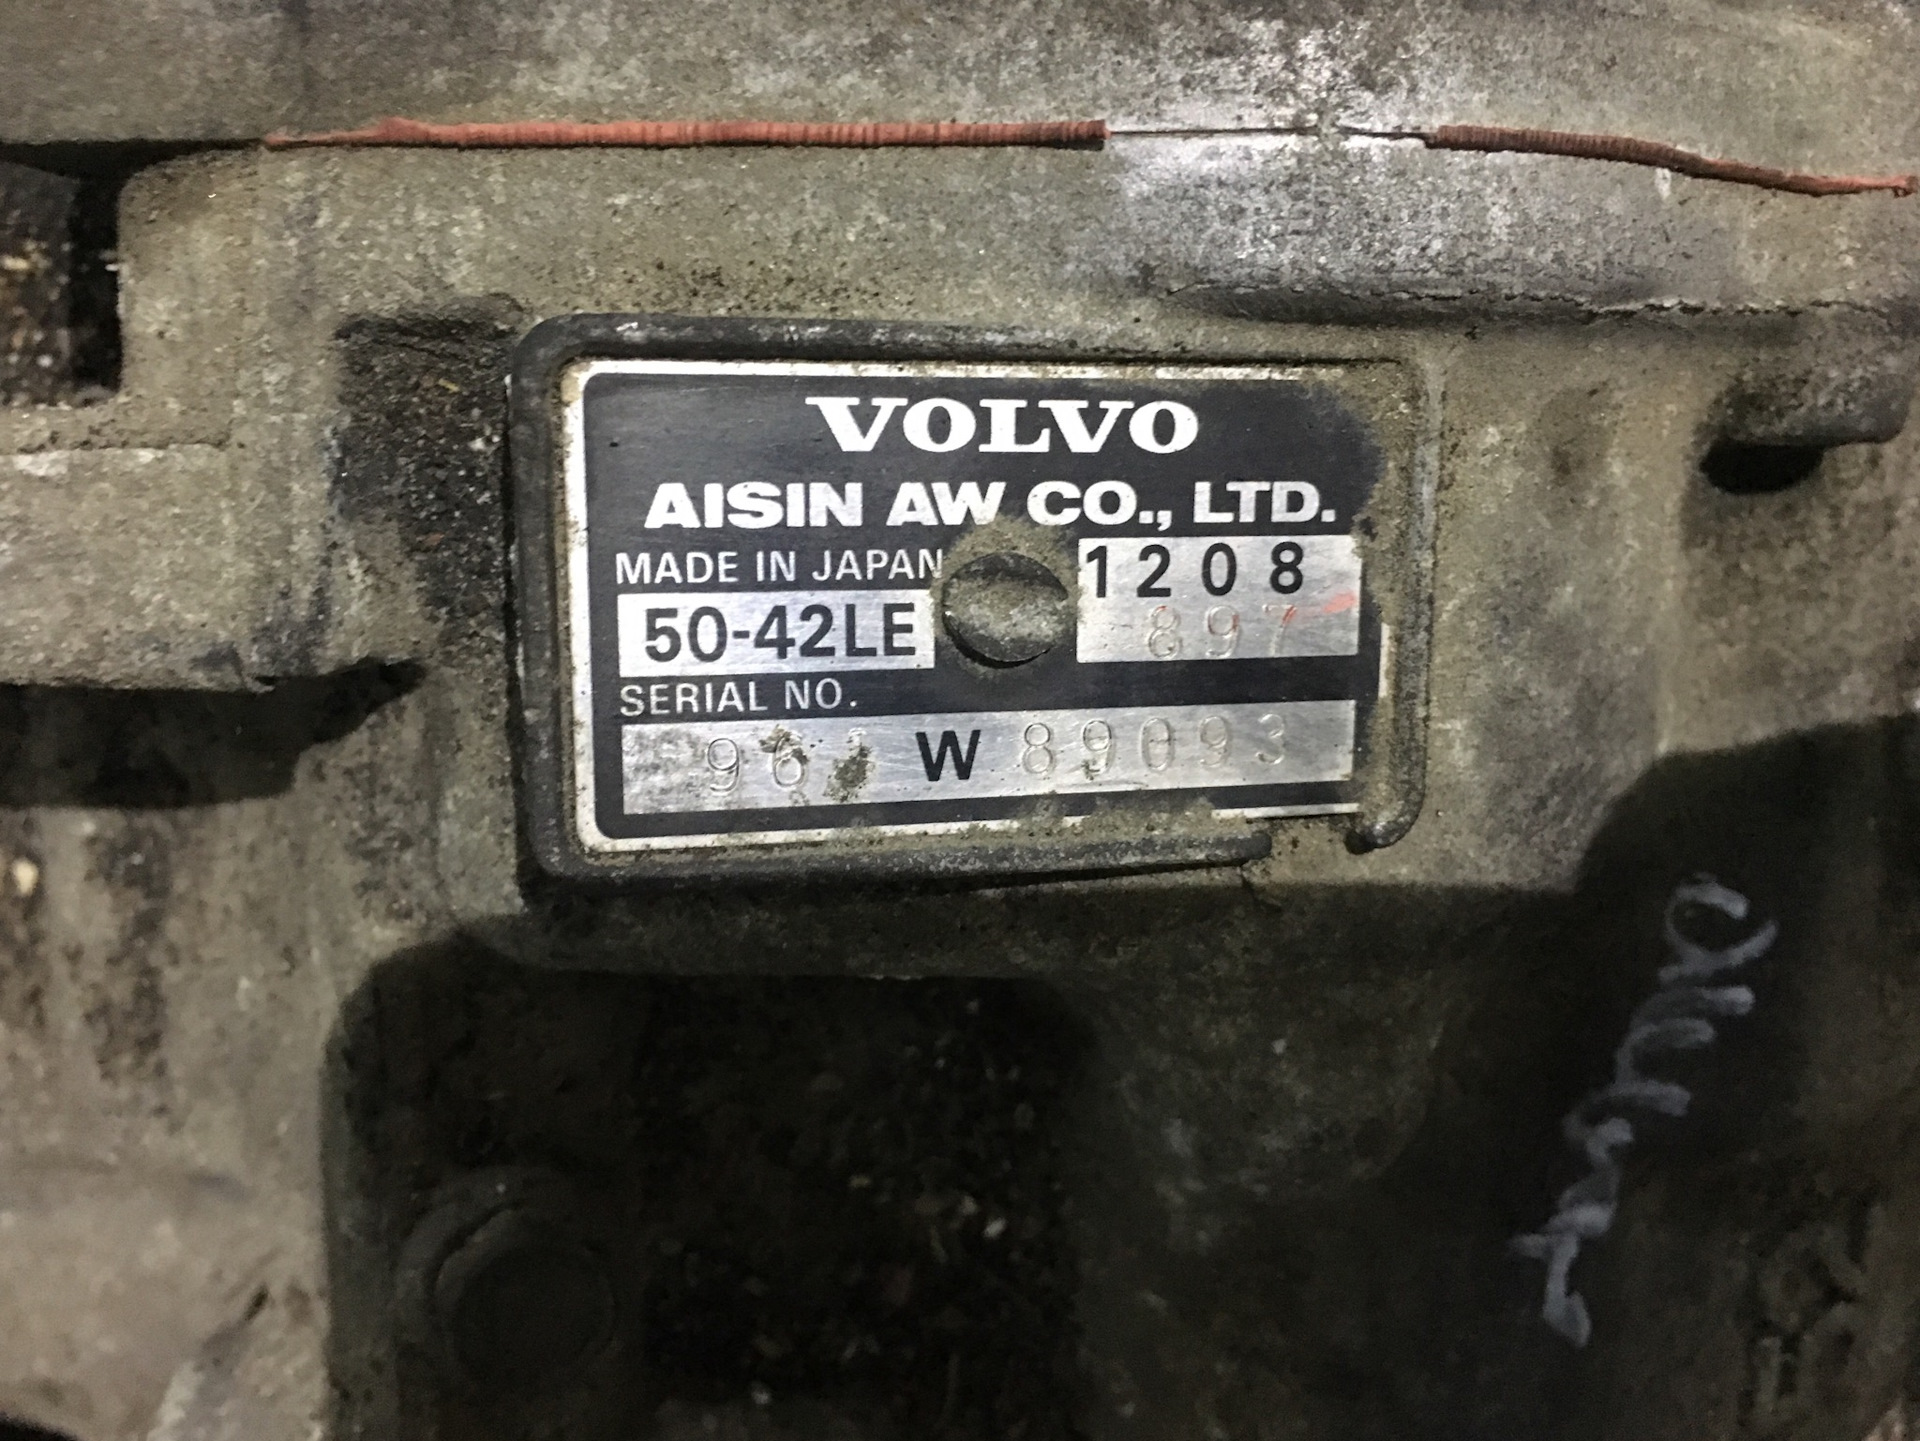 VOLVO
AISIN AW CO., LTD.
MADE IN JAPAN 1208
50-42LE 897
SERIAL NO.
W 89093